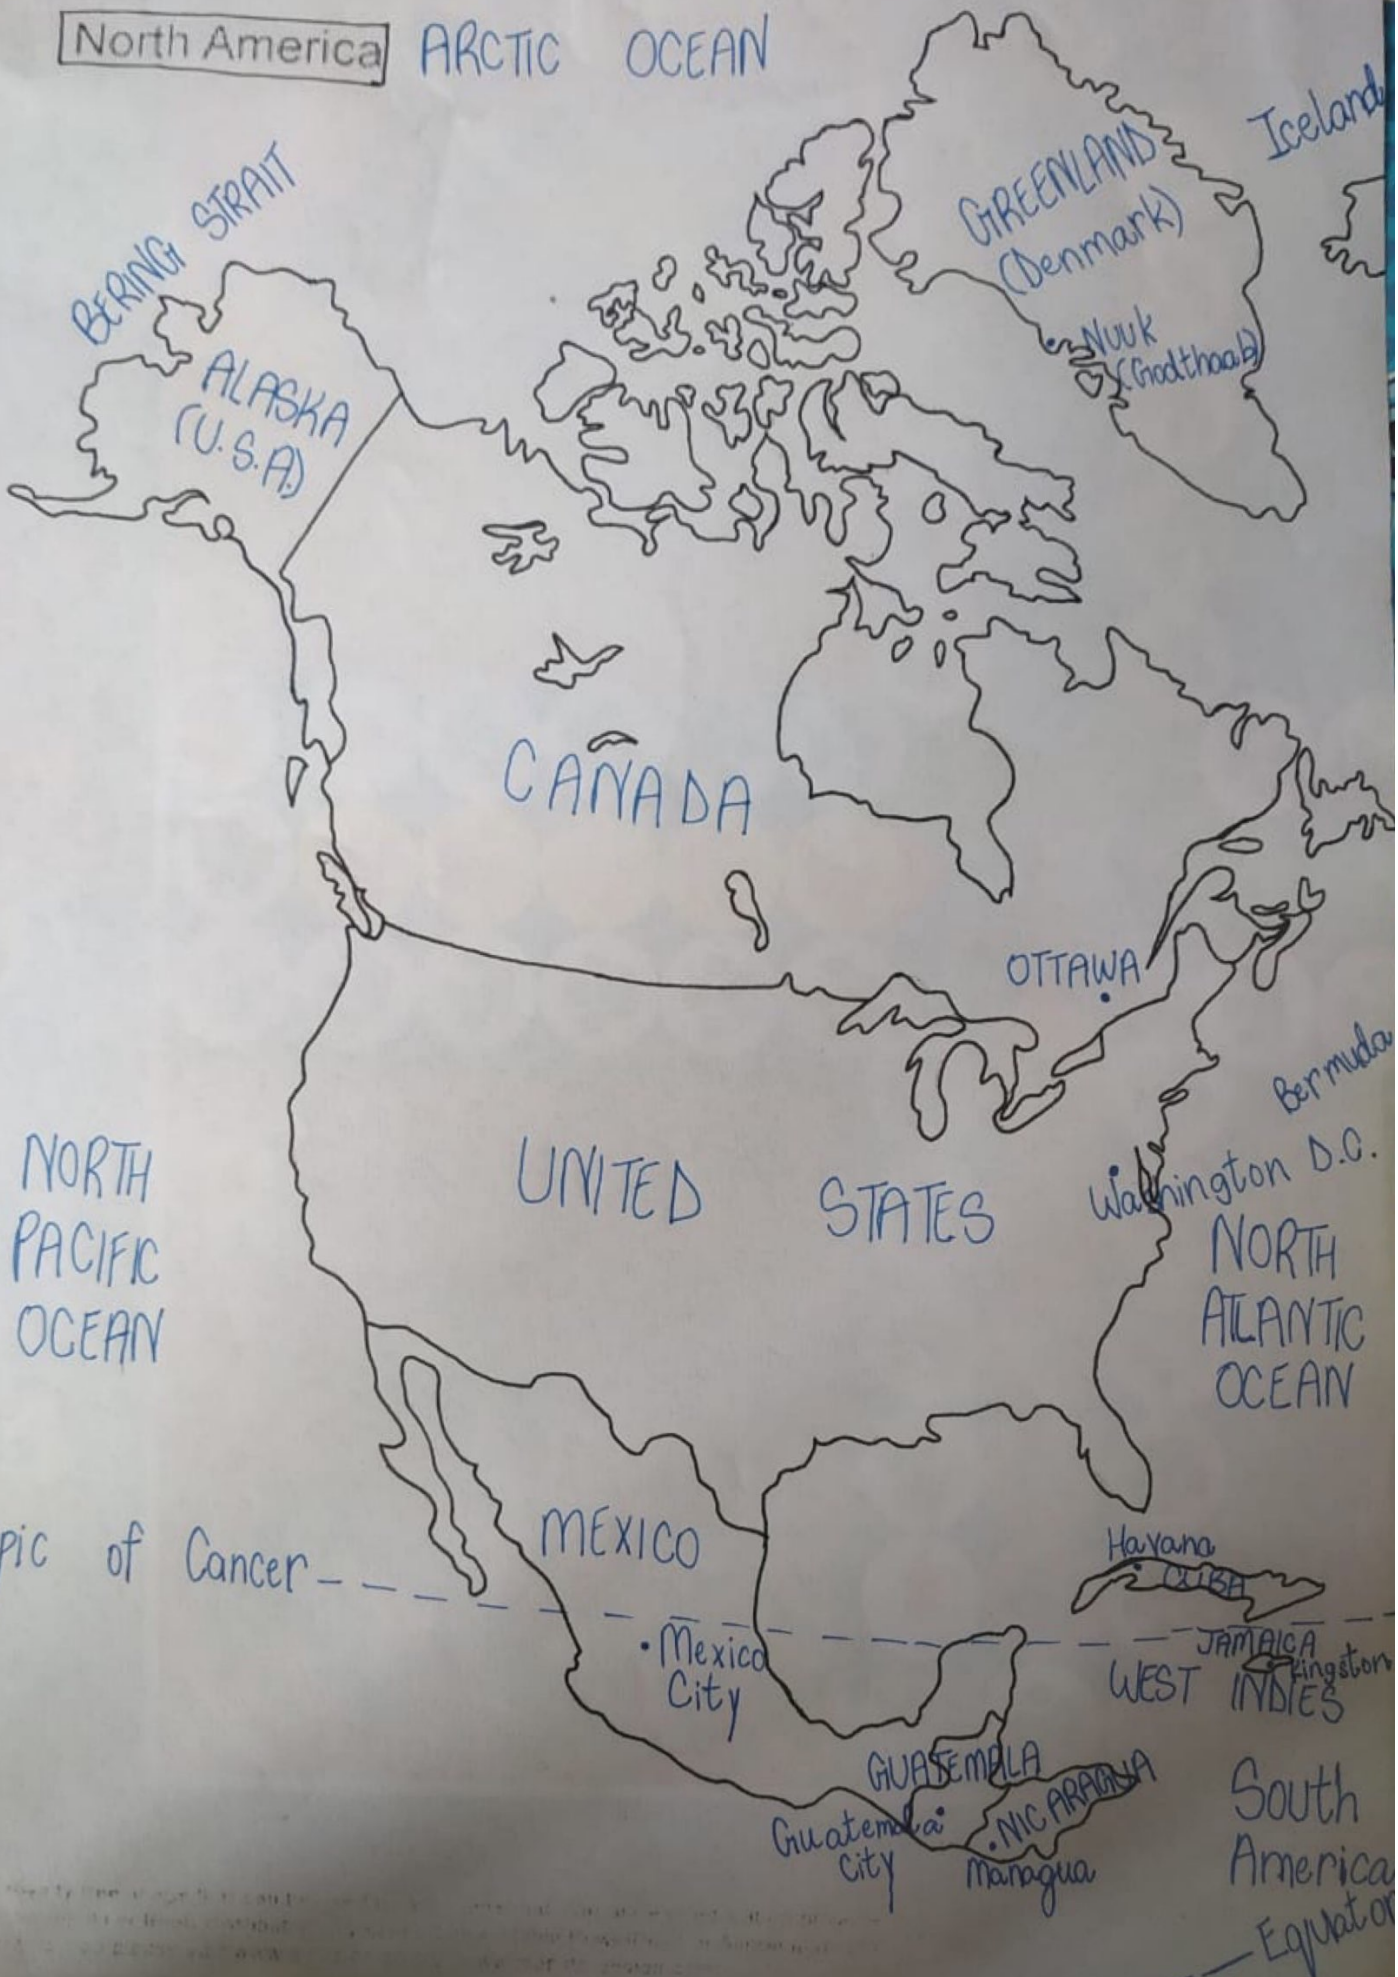 North America
ARCTIC OCEAN
Iceland
BERING STRAIT
GREENLAND
(Denmark)
Nuuk
(Godthaab)
ALASKA
(U.S.A.)
CANADA
OTTAWA
Bermuda
NORTH
PACIFIC
OCEAN
UNITED STATES
Washington D.C.
NORTH
ATLANTIC
OCEAN
MEXICO
pic of Cancer
Havana
CUBA
Mexico
City
JAMAICA
Kingston
WEST INDIES
GUATEMALA
NICARAGUA
Guatemala
City
Managua
South
America
Equator